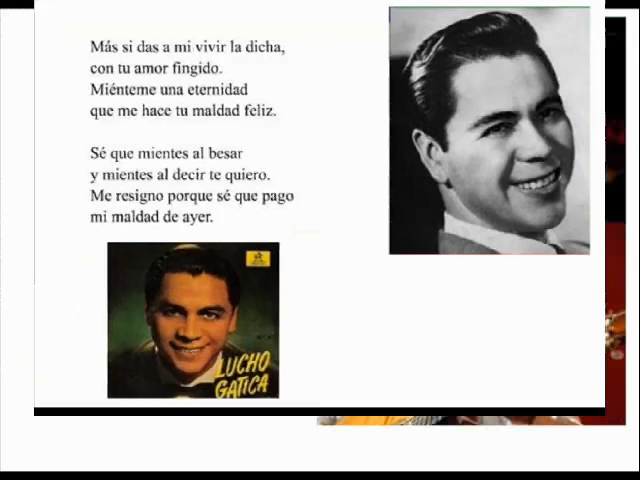 Más si das a mi vivir la dicha,
con tu amor fingido.
Miénteme una eternidad
que me hace tu maldad feliz.
Sé que mientes al besar
y mientes al decir te quiero.
Me resigno porque sé que pago
mi maldad de ayer.
LUCHO
GATICA